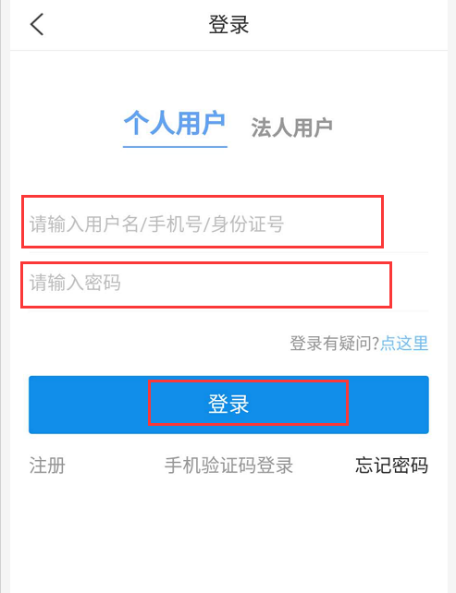 登录
个人用户 法人用户
请输入用户名/手机号/身份证号
请输入密码
登录有疑问?点这里
登录
注册 手机验证码登录 忘记密码